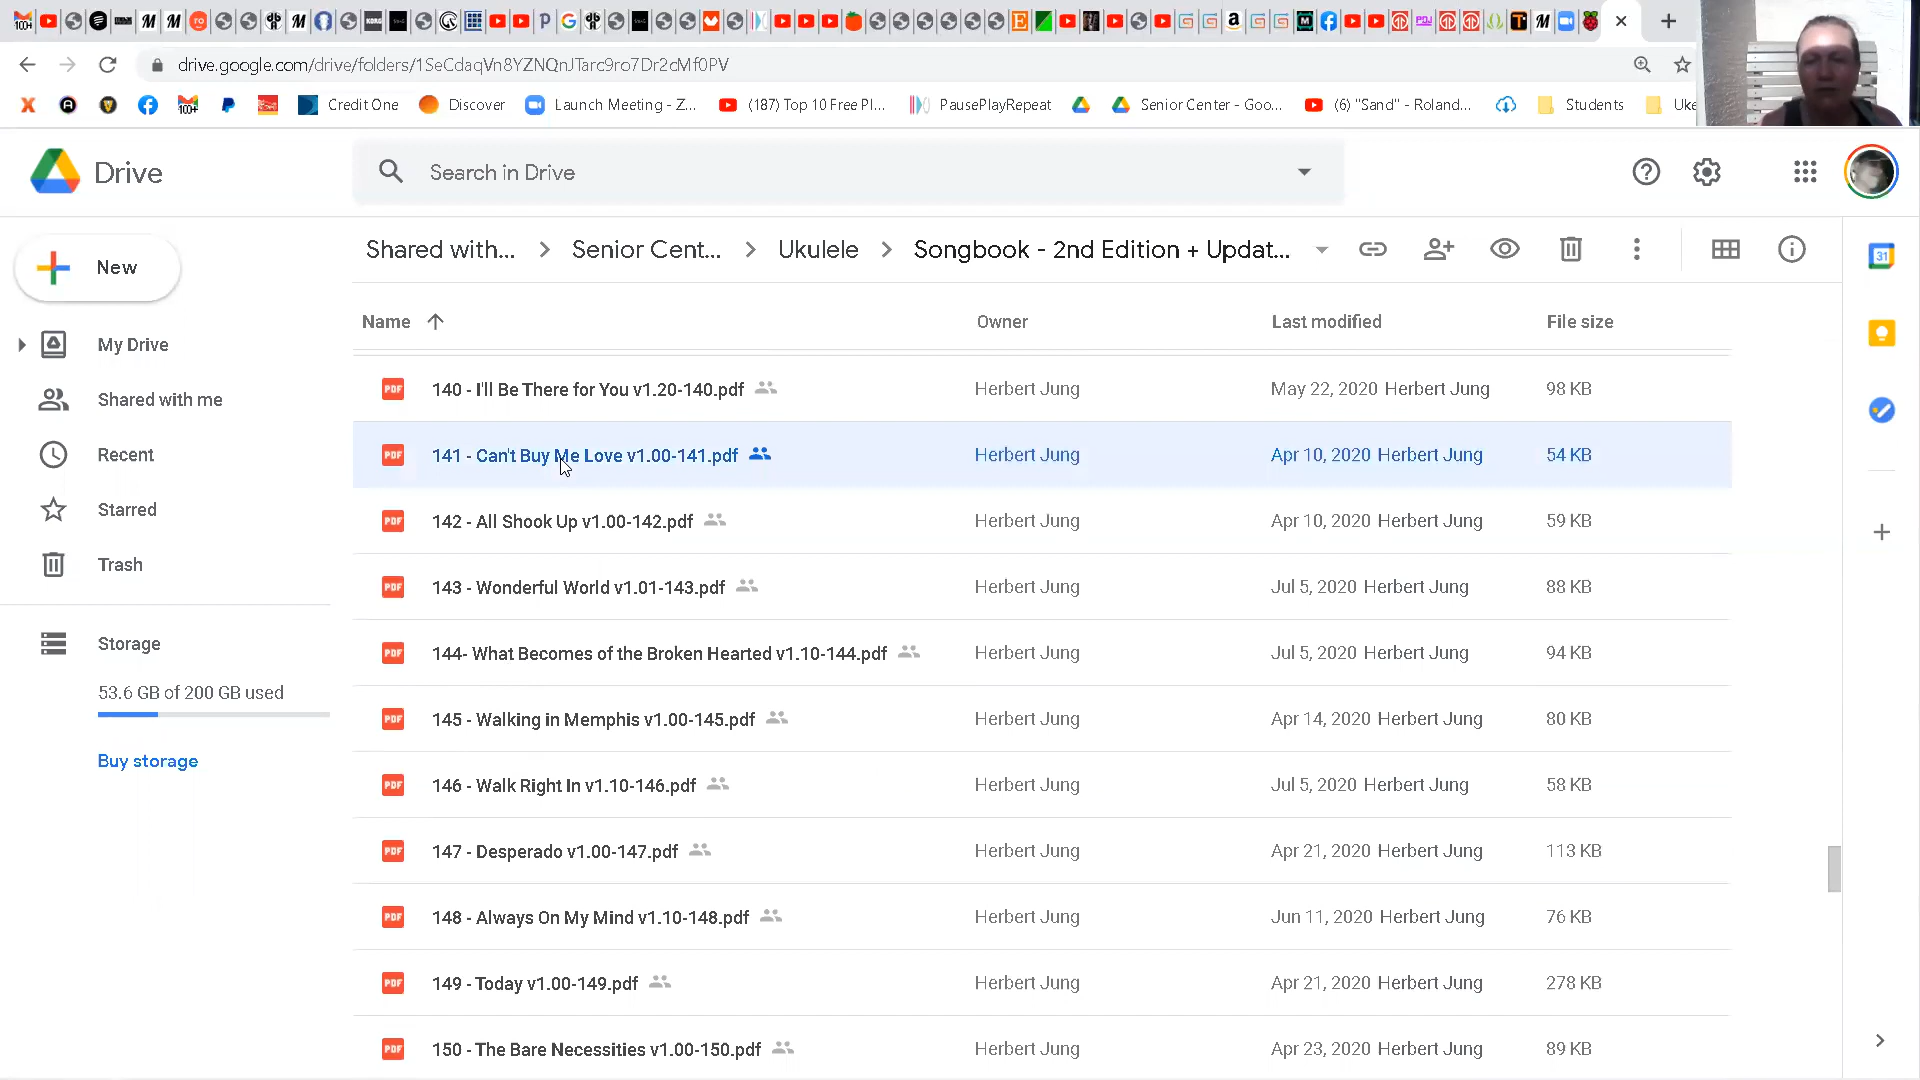 drive.google.com/drive/folders/1SeCdaqVn8YZNQnJTarc9ro7Dr2cMf0PV
Credit One
Discover
Launch Meeting - Z...
(187) Top 10 Free Pl...
PausePlayRepeat
Senior Center - Goo...
(6) "Sand" - Roland...
Students
Uke
Drive
Search in Drive
New
Shared with...
Senior Cent...
Ukulele
Songbook - 2nd Edition + Updat...
31
Name
Owner
Last modified
File size
My Drive
Shared with me
Recent
Starred
Trash
Storage
53.6 GB of 200 GB used
Buy storage
PDF 140 - I'll Be There for You v1.20-140.pdf Herbert Jung May 22, 2020 Herbert Jung 98 KB
PDF 141 - Can't Buy Me Love v1.00-141.pdf Herbert Jung Apr 10, 2020 Herbert Jung 54 KB
PDF 142 - All Shook Up v1.00-142.pdf Herbert Jung Apr 10, 2020 Herbert Jung 59 KB
PDF 143 - Wonderful World v1.01-143.pdf Herbert Jung Jul 5, 2020 Herbert Jung 88 KB
PDF 144- What Becomes of the Broken Hearted v1.10-144.pdf Herbert Jung Jul 5, 2020 Herbert Jung 94 KB
PDF 145 - Walking in Memphis v1.00-145.pdf Herbert Jung Apr 14, 2020 Herbert Jung 80 KB
PDF 146 - Walk Right In v1.10-146.pdf Herbert Jung Jul 5, 2020 Herbert Jung 58 KB
PDF 147 - Desperado v1.00-147.pdf Herbert Jung Apr 21, 2020 Herbert Jung 113 KB
PDF 148 - Always On My Mind v1.10-148.pdf Herbert Jung Jun 11, 2020 Herbert Jung 76 KB
PDF 149 - Today v1.00-149.pdf Herbert Jung Apr 21, 2020 Herbert Jung 278 KB
PDF 150 - The Bare Necessities v1.00-150.pdf Herbert Jung Apr 23, 2020 Herbert Jung 89 KB